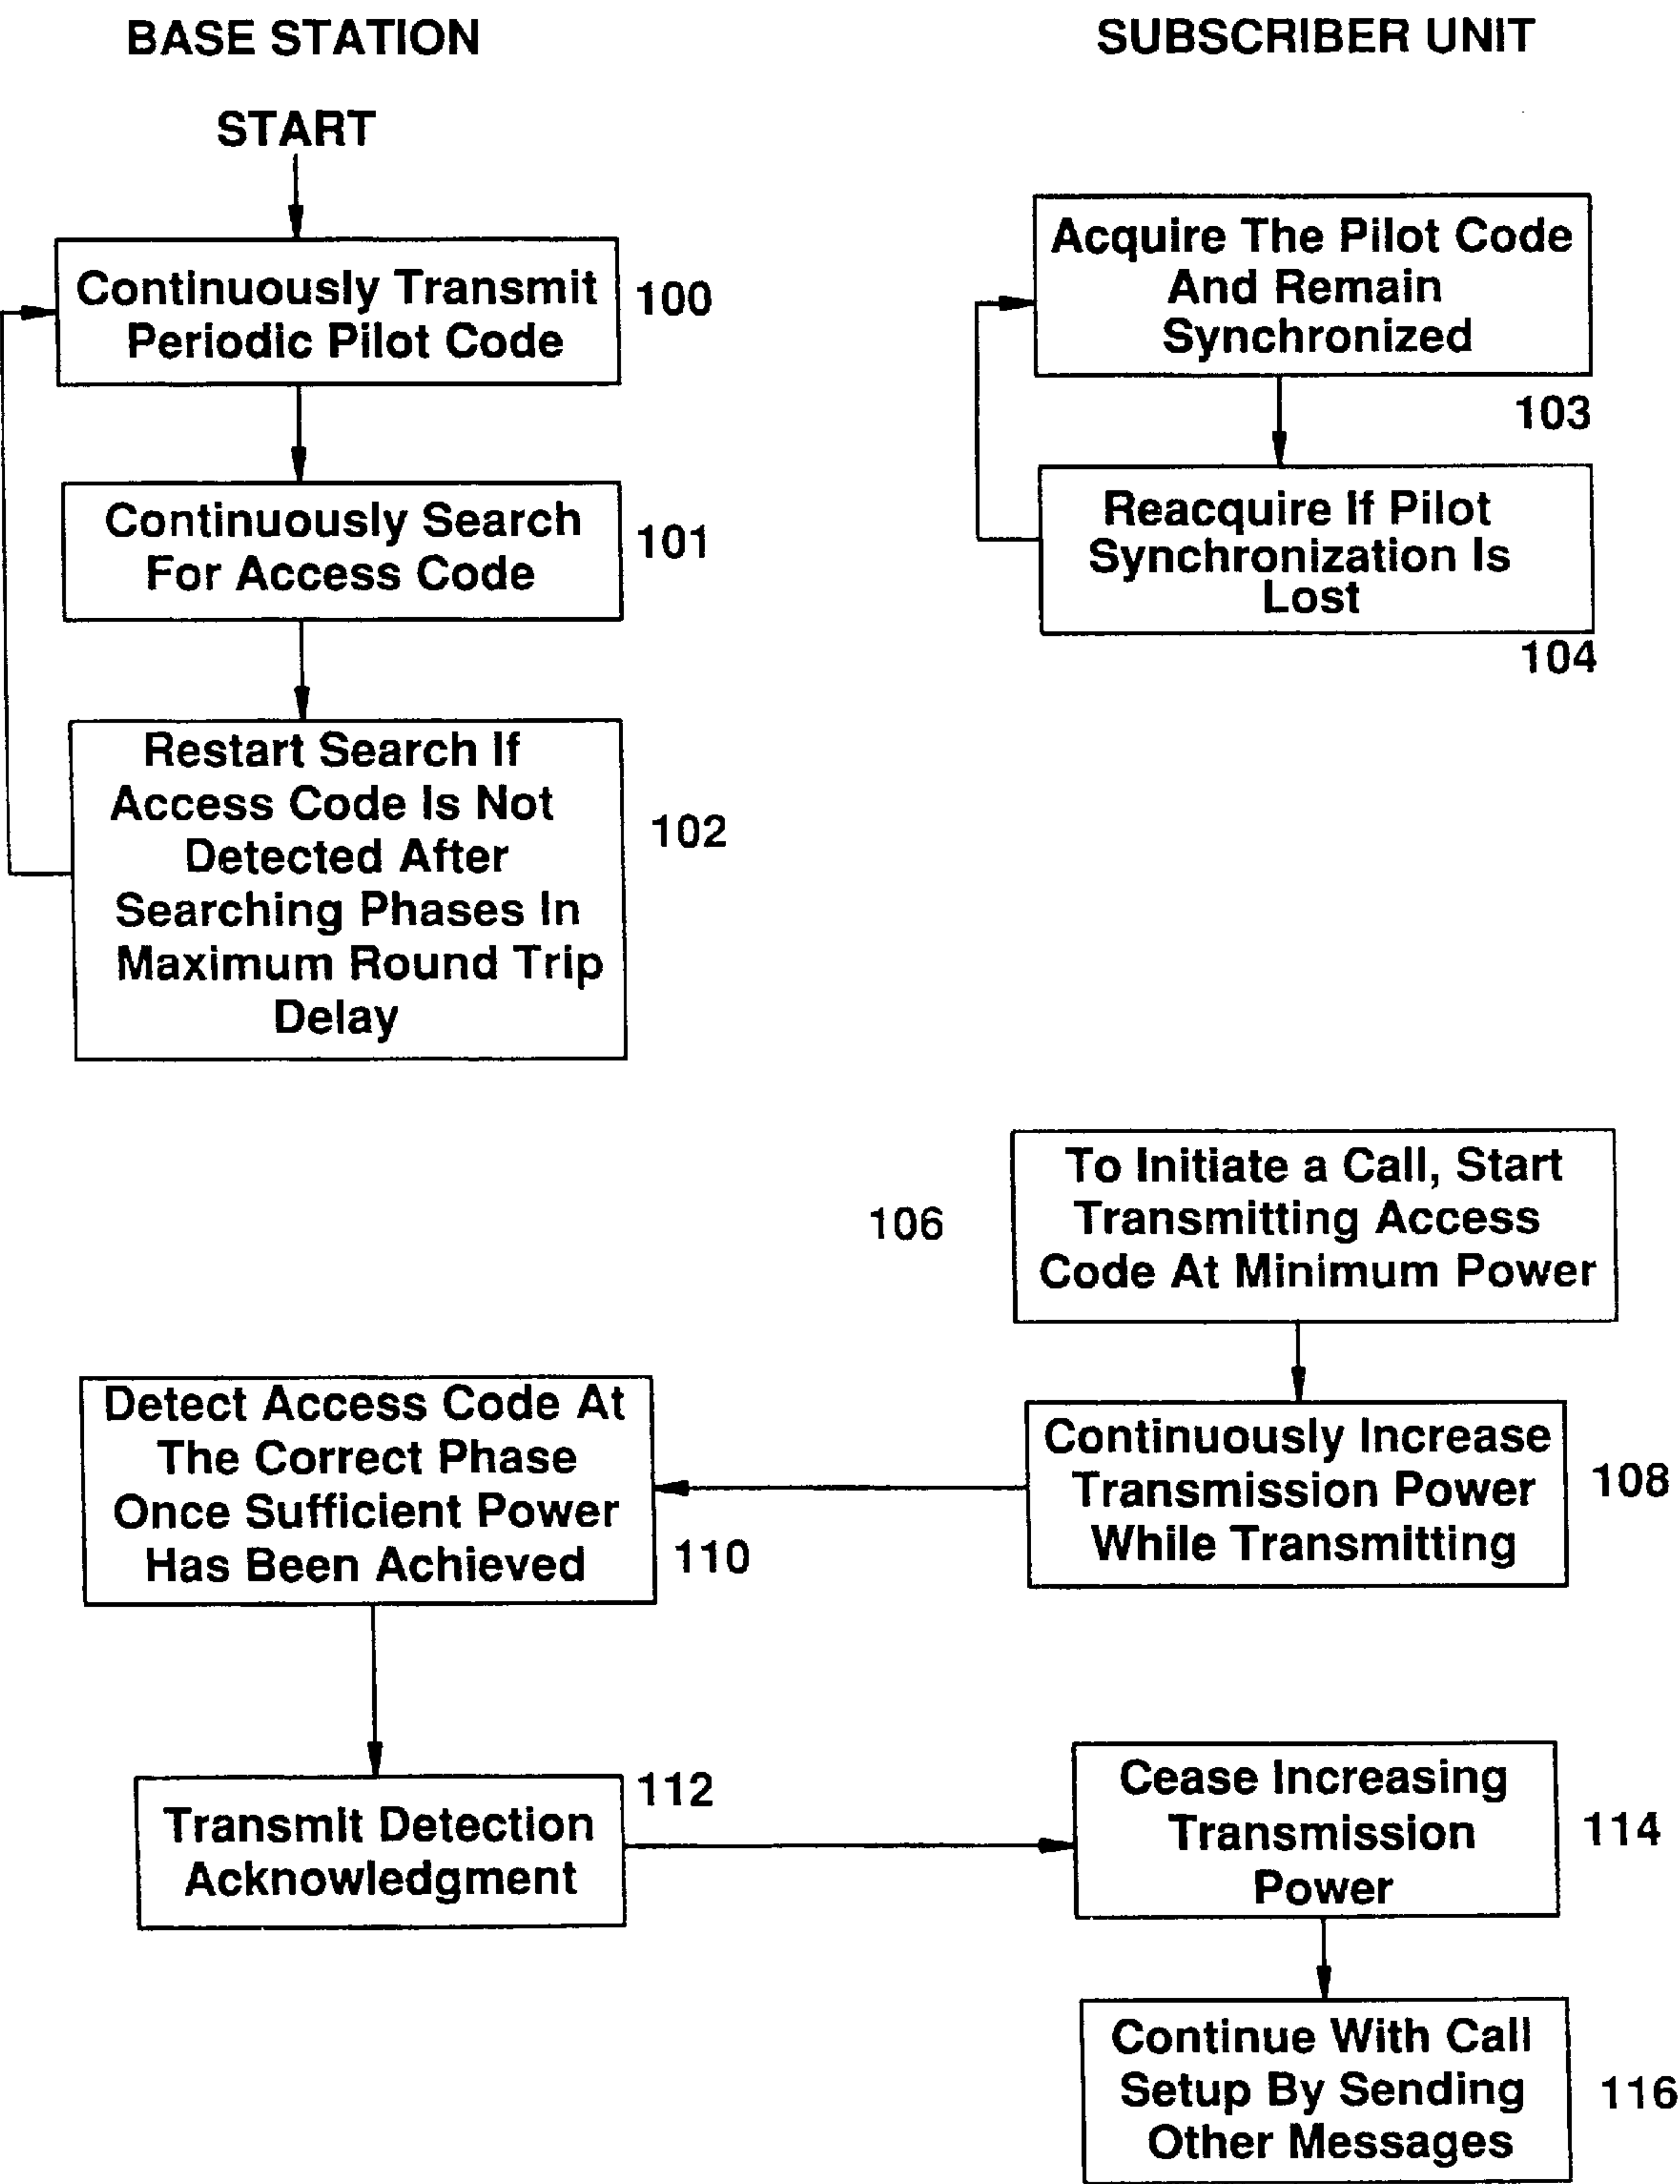 BASE STATION
SUBSCRIBER UNIT
START
Continuously Transmit
Periodic Pilot Code
100
Acquire The Pilot Code
And Remain
Synchronized
103
Continuously Search
For Access Code
101
Reacquire If Pilot
Synchronization Is
Lost
104
Restart Search If
Access Code Is Not
Detected After
Searching Phases In
Maximum Round Trip
Delay
102
106
To Initiate a Call, Start
Transmitting Access
Code At Minimum Power
Detect Access Code At
The Correct Phase
Once Sufficient Power
Has Been Achieved
110
Continuously Increase
Transmission Power
While Transmitting
108
112
Transmit Detection
Acknowledgment
Cease Increasing
Transmission
Power
114
Continue With Call
Setup By Sending
Other Messages
116